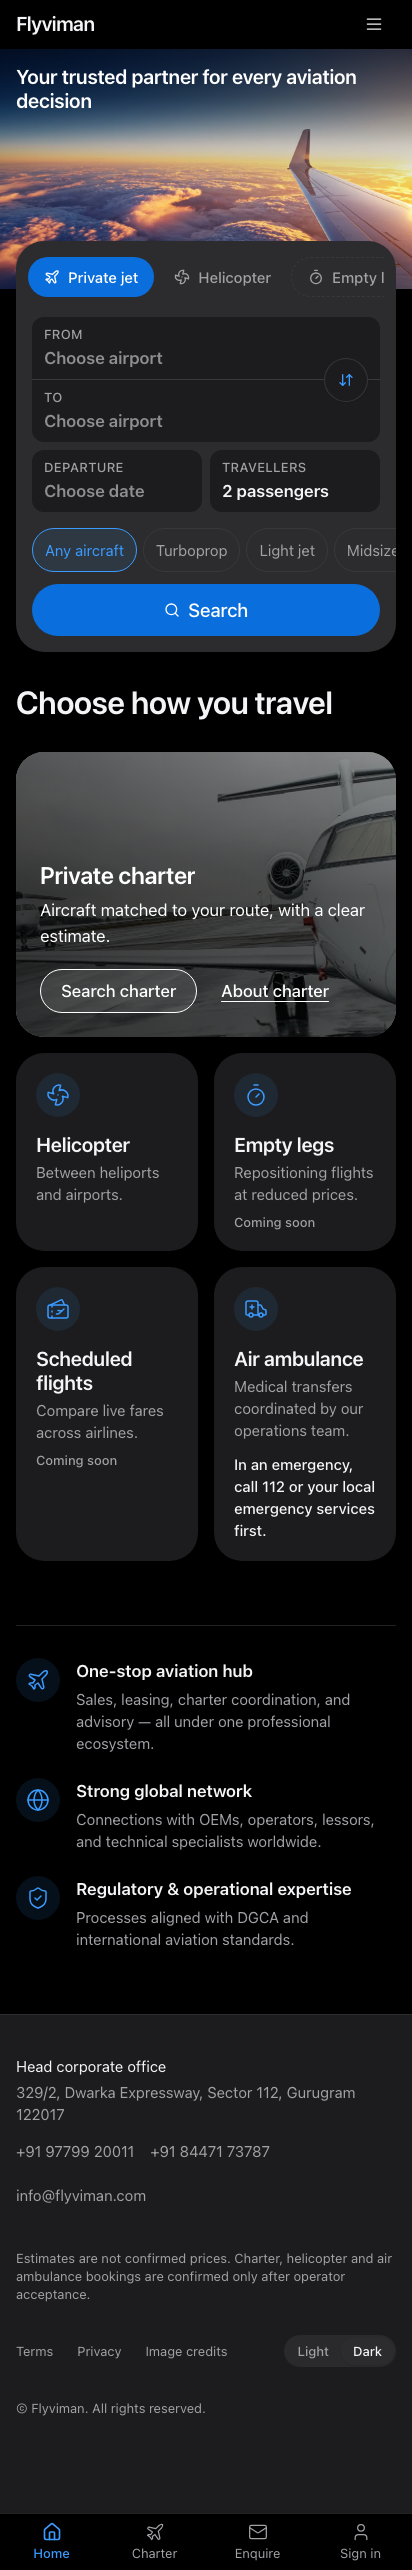 Flyviman
Your trusted partner for every aviation
decision
Private jet
Helicopter
Empty l
FROM
Choose airport
TO
Choose airport
DEPARTURE
Choose date
TRAVELLERS
2 passengers
Any aircraft
Turboprop
Light jet
Midsize
Search
Choose how you travel
Private charter
Aircraft matched to your route, with a clear
estimate.
Search charter
About charter
Helicopter
Between heliports
and airports.
Empty legs
Repositioning flights
at reduced prices.
Coming soon
Scheduled
flights
Compare live fares
across airlines.
Coming soon
Air ambulance
Medical transfers
coordinated by our
operations team.
In an emergency,
call 112 or your local
emergency services
first.
One-stop aviation hub
Sales, leasing, charter coordination, and
advisory — all under one professional
ecosystem.
Strong global network
Connections with OEMs, operators, lessors,
and technical specialists worldwide.
Regulatory & operational expertise
Processes aligned with DGCA and
international aviation standards.
Head corporate office
329/2, Dwarka Expressway, Sector 112, Gurugram
122017
+91 97799 20011
+91 84471 73787
info@flyviman.com
Estimates are not confirmed prices. Charter, helicopter and air
ambulance bookings are confirmed only after operator
acceptance.
Terms
Privacy
Image credits
Light
Dark
© Flyviman. All rights reserved.
Home
Charter
Enquire
Sign in